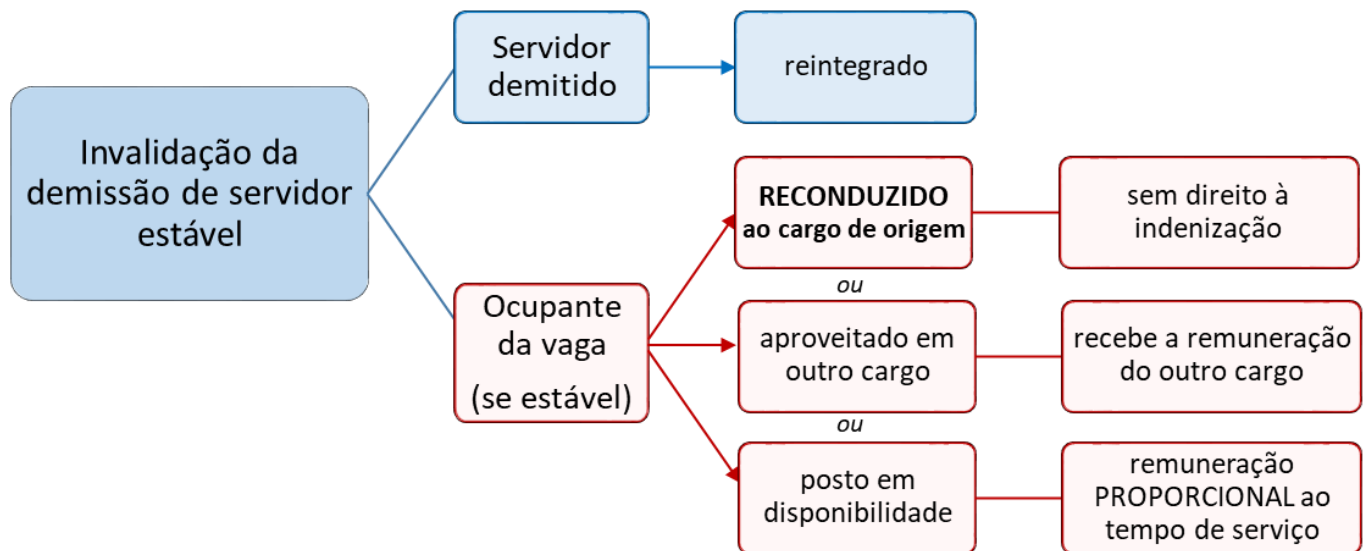 Invalidação da
demissão de servidor
estável
Servidor
demitido
reintegrado
Ocupante
da vaga
(se estável)
RECONDUZIDO
ao cargo de origem
sem direito à
indenização
ou
aproveitado em
outro cargo
recebe a remuneração
do outro cargo
ou
posto em
disponibilidade
remuneração
PROPORCIONAL ao
tempo de serviço